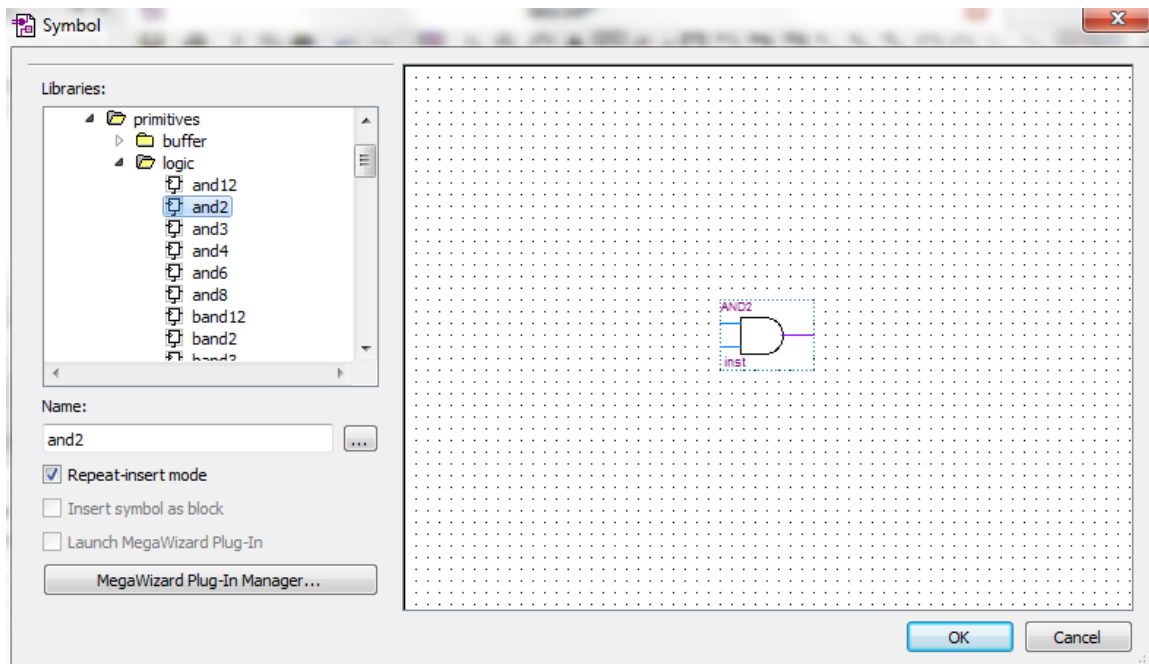 Symbol
Libraries:
primitives
buffer
logic
and12
and2
and3
and4
and6
and8
band12
band2
band3
Name:
and2
...
Repeat-insert mode
Insert symbol as block
Launch MegaWizard Plug-In
MegaWizard Plug-In Manager...
AND2
inst
OK
Cancel